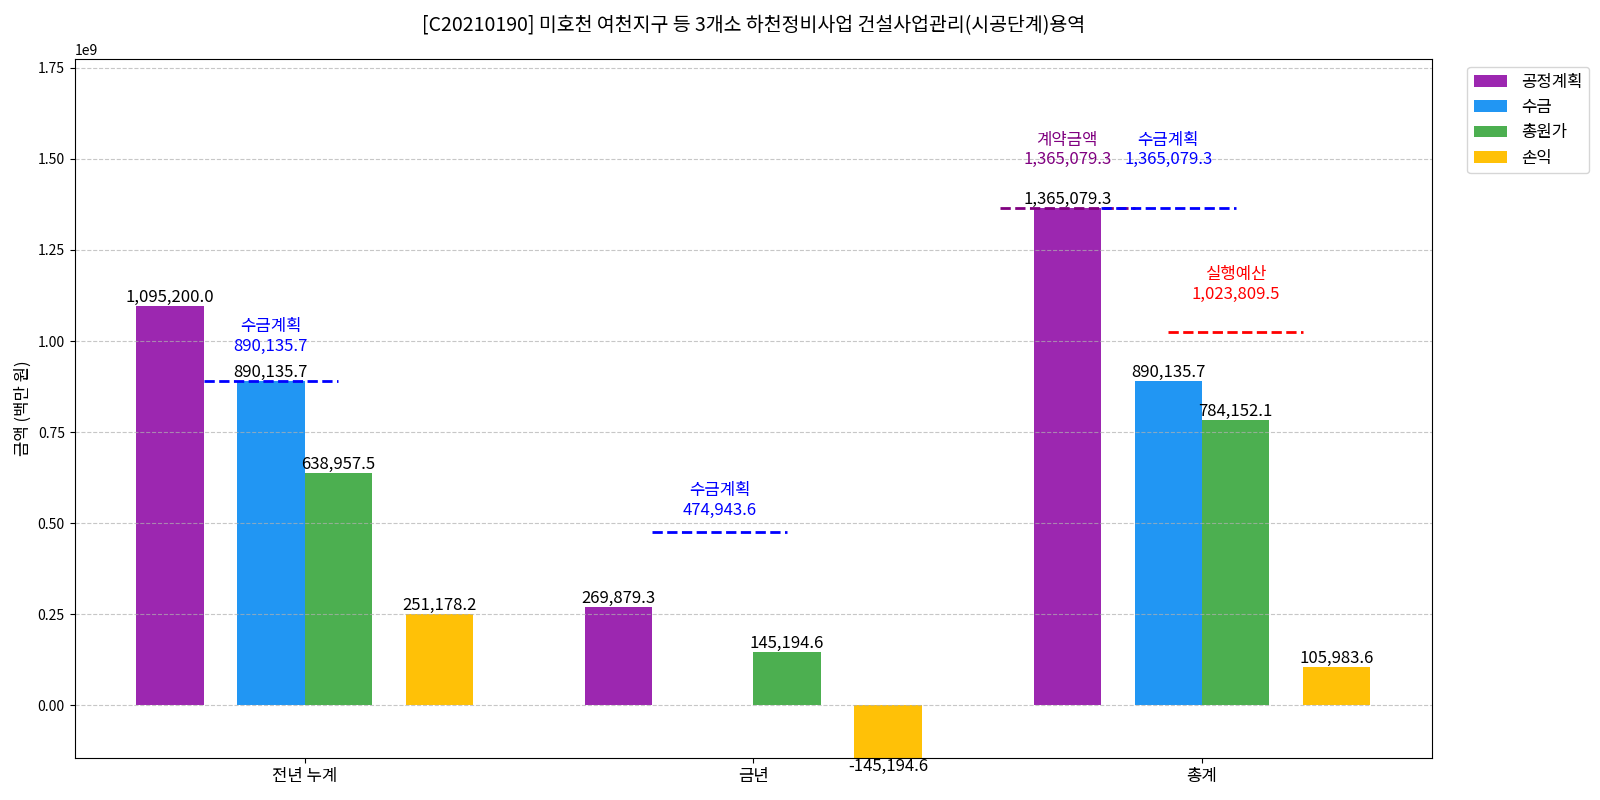 [C20210190] 미호천 여천지구 등 3개소 하천정비사업 건설사업관리(시공단계)용역
1e9
1.75
1.50
1.25
1.00
0.75
0.50
0.25
0.00
금액 (백만 원)
1,095,200.0
수금계획
890,135.7
890,135.7
638,957.5
251,178.2
269,879.3
수금계획
474,943.6
145,194.6
-145,194.6
계약금액
1,365,079.3
1,365,079.3
수금계획
1,365,079.3
실행예산
1,023,809.5
890,135.7
784,152.1
105,983.6
전년 누계
금년
총계
공정계획
수금
총원가
손익